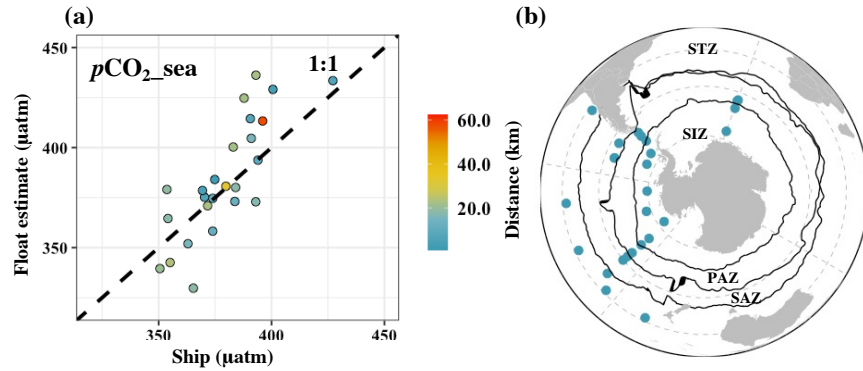 (a)
450
pCO₂_sea
1:1
350
Float estimate (µatm)
350
400
450
Ship (µatm)
60.0
40.0
20.0
Distance (km)
(b)
STZ
SIZ
PAZ
SAZ